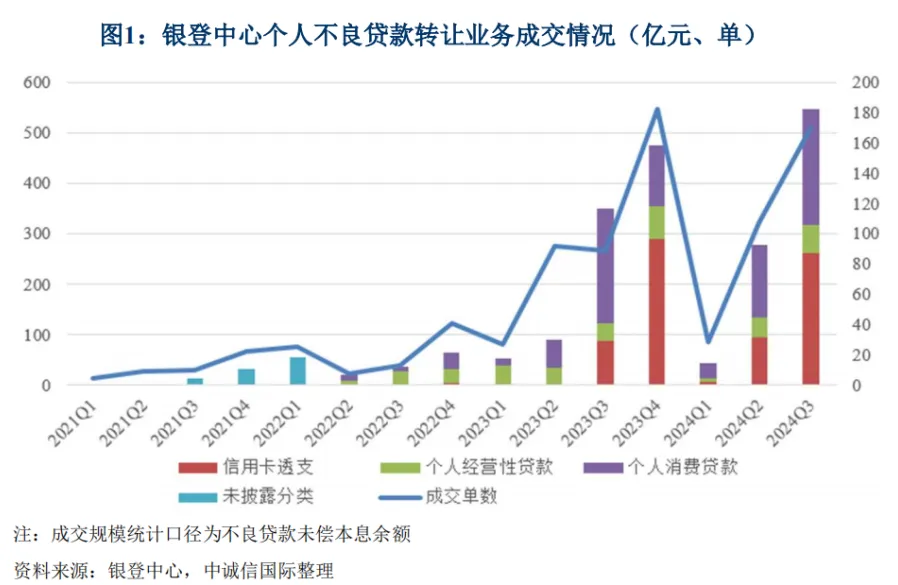 图1：银登中心个人不良贷款转让业务成交情况（亿元、单）
600 200
180
500
160
140
400
120
300 100
80
200
60
40
100
20
0 0
2021Q1 2021Q2 2021Q3 2021Q4 2022Q1 2022Q2 2022Q3 2022Q4 2023Q1 2023Q2 2023Q3 2023Q4 2024Q1 2024Q2 2024Q3
信用卡透支 个人经营性贷款 个人消费贷款
未披露分类 成交单数
注：成交规模统计口径为不良贷款未偿本息余额
资料来源：银登中心，中诚信国际整理